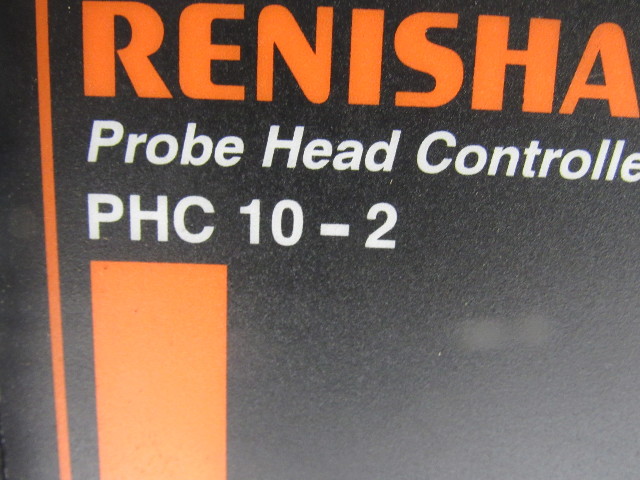 RENISHA
Probe Head Controlle
PHC 10-2